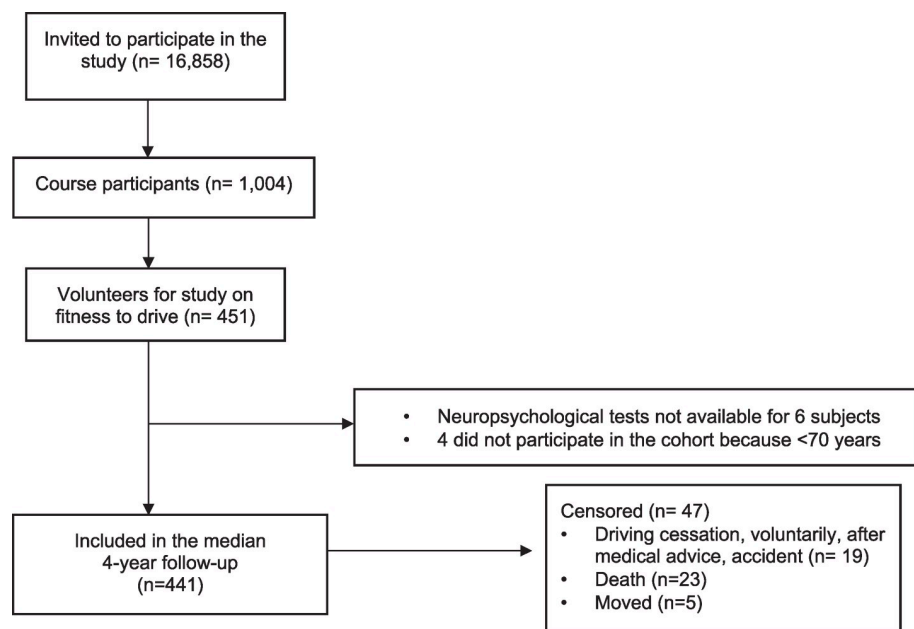 Invited to participate in the
study (n= 16,858)
Course participants (n= 1,004)
Volunteers for study on
fitness to drive (n= 451)
• Neuropsychological tests not available for 6 subjects
• 4 did not participate in the cohort because <70 years
Included in the median
4-year follow-up
(n=441)
Censored (n= 47)
• Driving cessation, voluntarily, after
medical advice, accident (n= 19)
• Death (n=23)
• Moved (n=5)